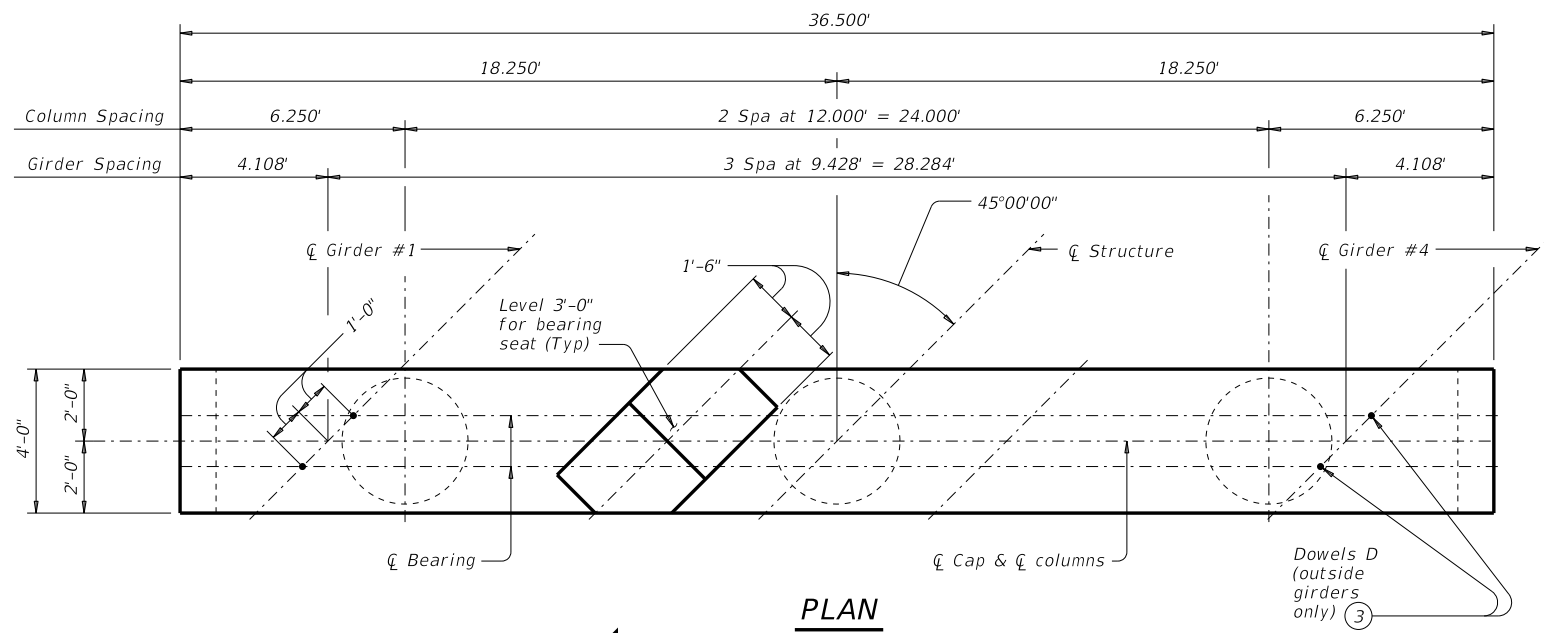 36.500'
18.250'
18.250'
Column Spacing
6.250'
2 Spa at 12.000' = 24.000'
6.250'
Girder Spacing
4.108'
3 Spa at 9.428' = 28.284'
4.108'
45°00'00"
℄ Girder #1
℄ Structure
℄ Girder #4
1'-6"
Level 3'-0"
for bearing
seat (Typ)
1'-0"
4'-0"
2'-0"
2'-0"
℄ Bearing
℄ Cap & ℄ columns
Dowels D
(outside
girders
only) 3
PLAN